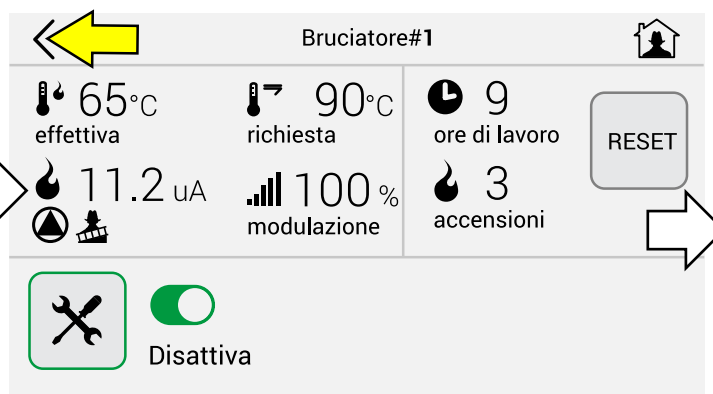 Bruciatore#1
65°C
effettiva
90°C
richiesta
9
ore di lavoro
RESET
11.2 uA
100 %
modulazione
3
accensioni
Disattiva